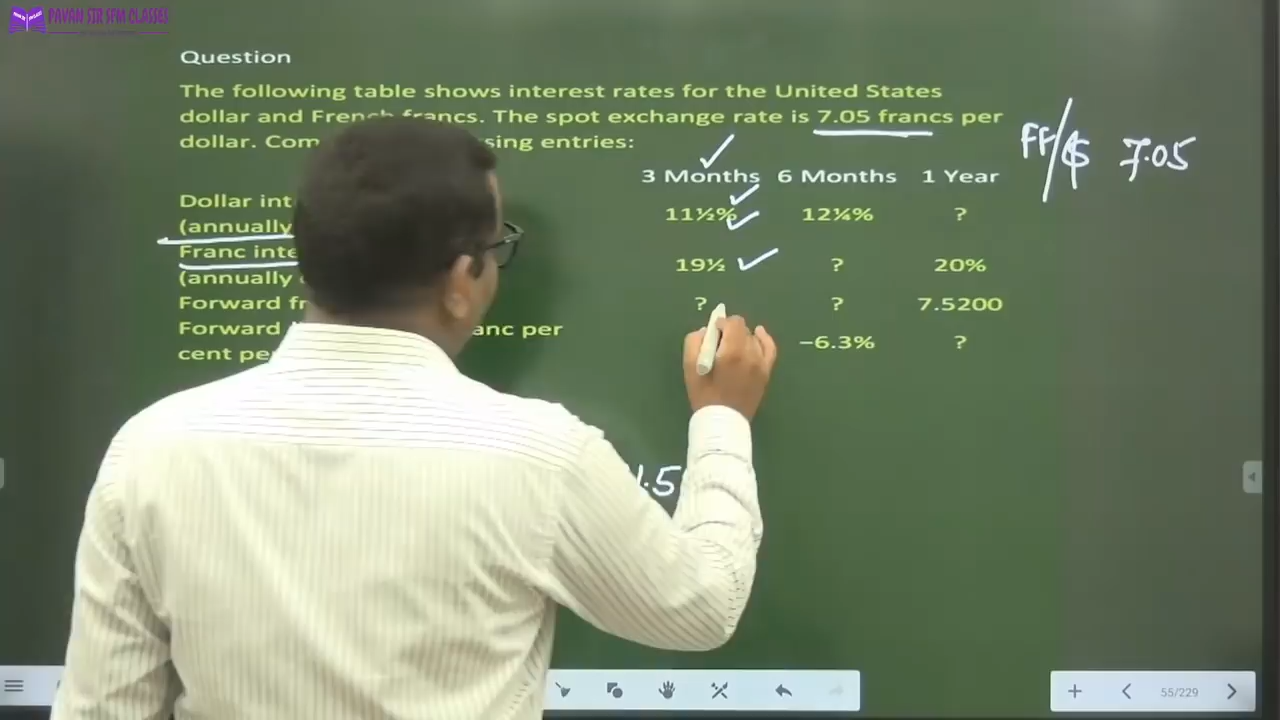 PAVAN SIR SFM CLASSES
Question
The following table shows interest rates for the United States
dollar and French francs. The spot exchange rate is 7.05 francs per
dollar. Com sing entries:
FF/$ 7.05
3 Months 6 Months 1 Year
Dollar int
(annually 11½% 12¼% ?
Franc inte 19½ ? 20%
(annually
Forward fr ? ? 7.5200
Forward anc per
cent pe –6.3% ?
.5
55/229